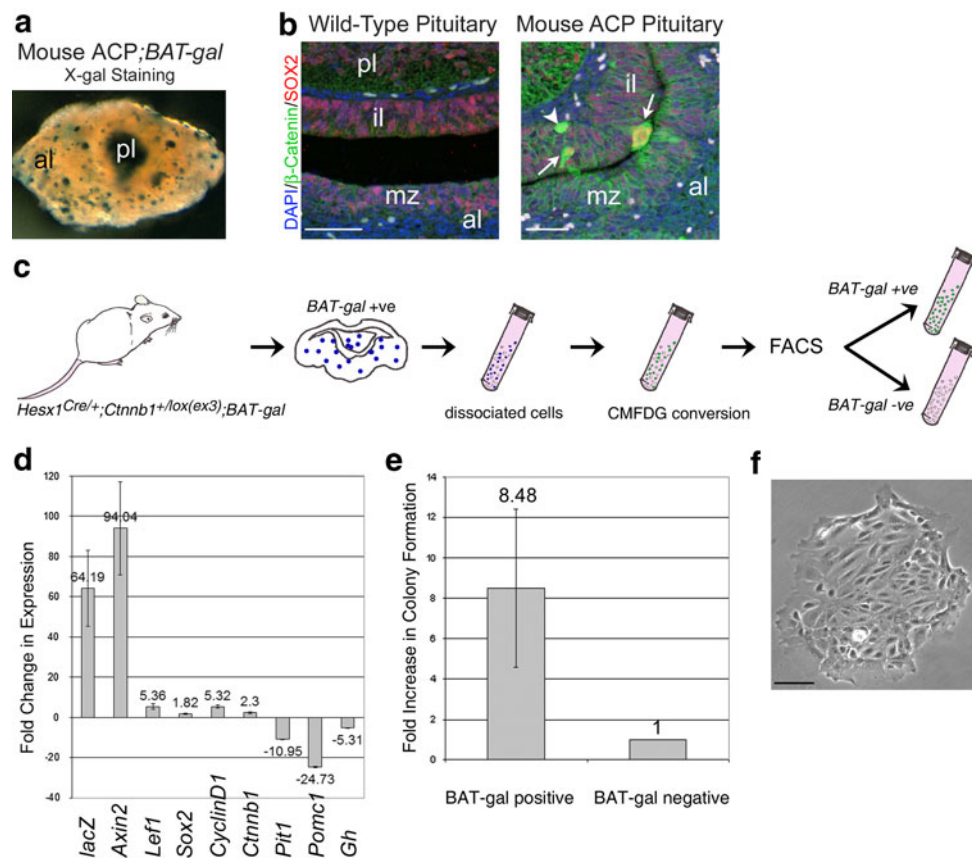 a
Mouse ACP;BAT-gal
X-gal Staining
al
pl
b
Wild-Type Pituitary
Mouse ACP Pituitary
DAPI/β-Catenin/SOX2
pl
il
mz
al
il
mz
al
c
Hesx1Cre/+;Ctnnb1+/lox(ex3);BAT-gal
BAT-gal +ve
dissociated cells
CMFDG conversion
FACS
BAT-gal +ve
BAT-gal -ve
d
Fold Change in Expression
120
100
80
60
40
20
0
-20
-40
64.19
94.04
5.36
1.82
5.32
2.3
-10.95
-24.73
-5.31
lacZ
Axin2
Lef1
Sox2
CyclinD1
Ctnnb1
Pit1
Pomc1
Gh
e
Fold Increase in Colony Formation
14
12
10
8
6
4
2
0
8.48
1
BAT-gal positive
BAT-gal negative
f